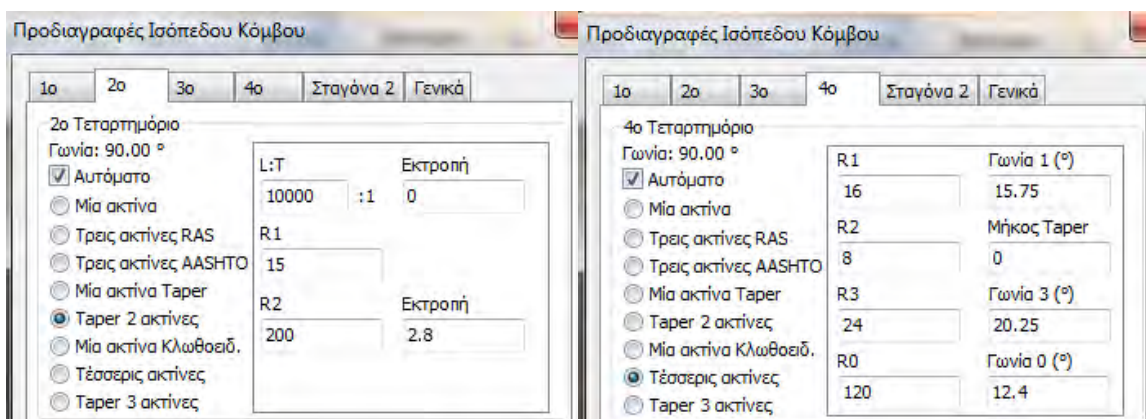 Προδιαγραφές Ισόπεδου Κόμβου
1ο 2ο 3ο 4ο Σταγόνα 2 Γενικά
2ο Τεταρτημόριο
Γωνία: 90.00 °
Αυτόματο
Μία ακτίνα
Τρεις ακτίνες RAS
Τρεις ακτίνες AASHTO
Μία ακτίνα Taper
Taper 2 ακτίνες
Μία ακτίνα Κλωθοειδ.
Τέσσερις ακτίνες
Taper 3 ακτίνες
L:T Εκτροπή
10000 :1 0
R1
15
R2 Εκτροπή
200 2.8
Προδιαγραφές Ισόπεδου Κόμβου
1ο 2ο 3ο 4ο Σταγόνα 2 Γενικά
4ο Τεταρτημόριο
Γωνία: 90.00 °
Αυτόματο
Μία ακτίνα
Τρεις ακτίνες RAS
Τρεις ακτίνες AASHTO
Μία ακτίνα Taper
Taper 2 ακτίνες
Μία ακτίνα Κλωθοειδ.
Τέσσερις ακτίνες
Taper 3 ακτίνες
R1 Γωνία 1 (°)
16 15.75
R2 Μήκος Taper
8 0
R3 Γωνία 3 (°)
24 20.25
R0 Γωνία 0 (°)
120 12.4